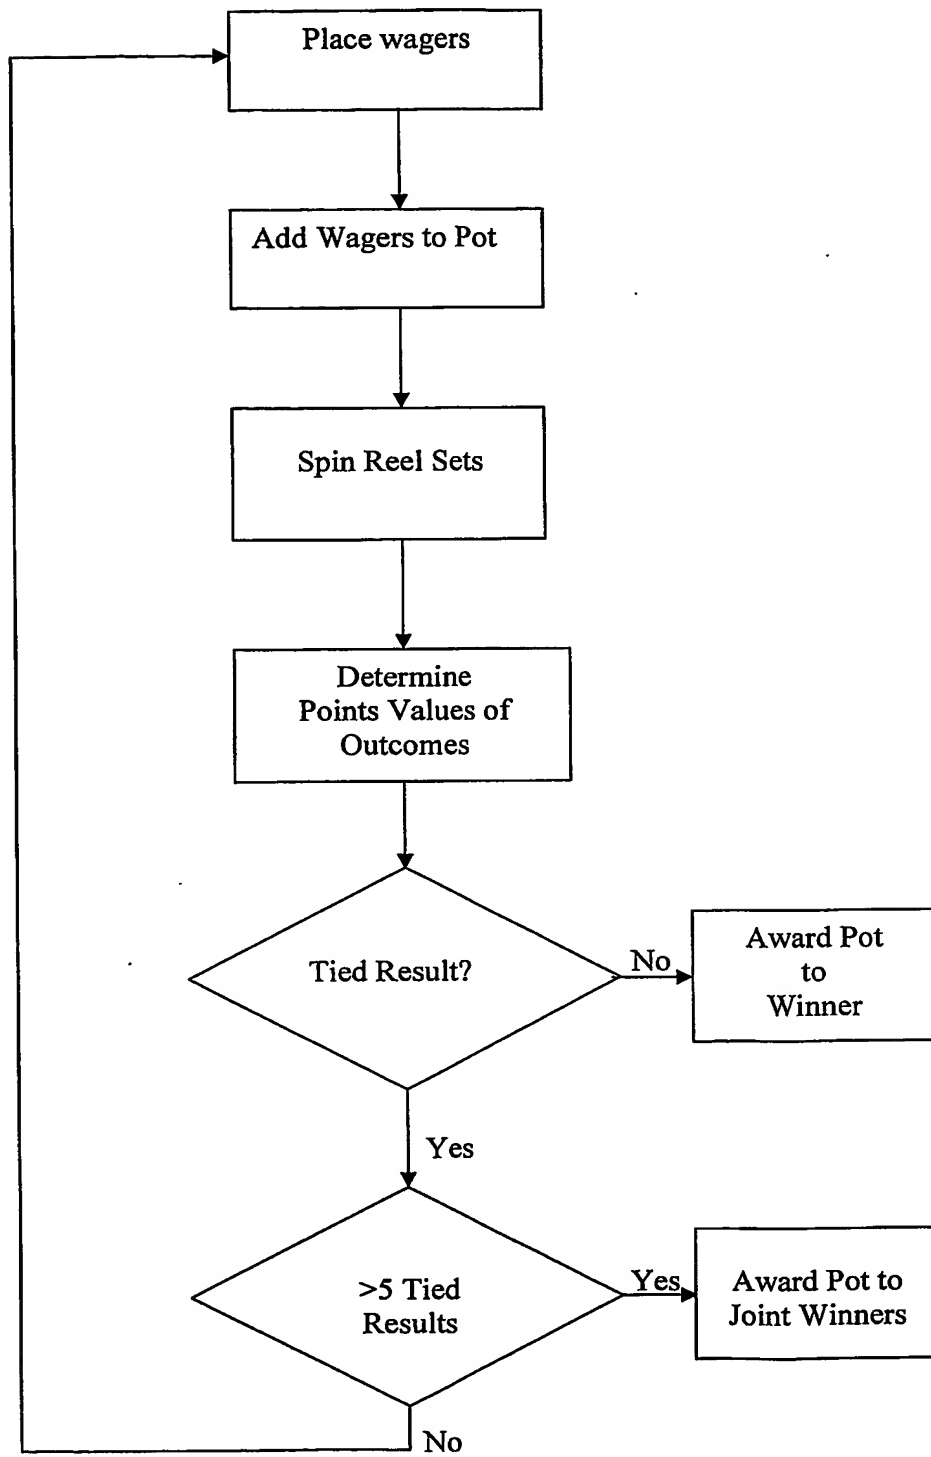 Place wagers
Add Wagers to Pot
Spin Reel Sets
Determine
Points Values of
Outcomes
Tied Result?
No
Award Pot
to
Winner
Yes
>5 Tied
Results
Yes
Award Pot to
Joint Winners
No